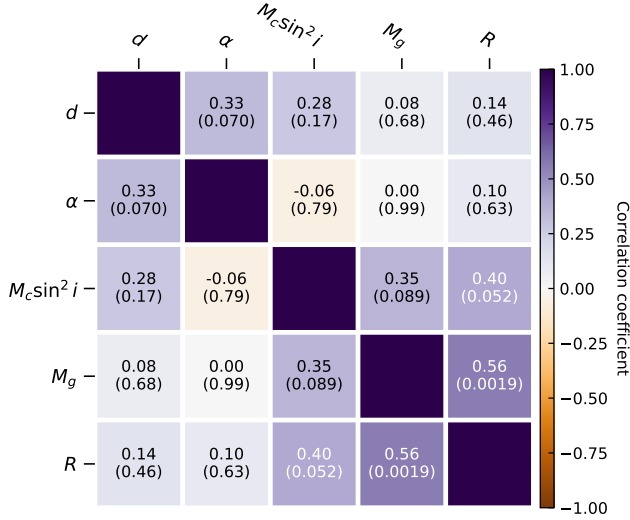 d α M_c sin² i M_g R
d 0.33 0.28 0.08 0.14
(0.070) (0.17) (0.68) (0.46)
α 0.33 -0.06 0.00 0.10
(0.070) (0.79) (0.99) (0.63)
M_c sin² i 0.28 -0.06 0.35 0.40
(0.17) (0.79) (0.089) (0.052)
M_g 0.08 0.00 0.35 0.56
(0.68) (0.99) (0.089) (0.0019)
R 0.14 0.10 0.40 0.56
(0.46) (0.63) (0.052) (0.0019)
1.00
0.75
0.50
0.25
0.00
−0.25
−0.50
−0.75
−1.00
Correlation coefficient